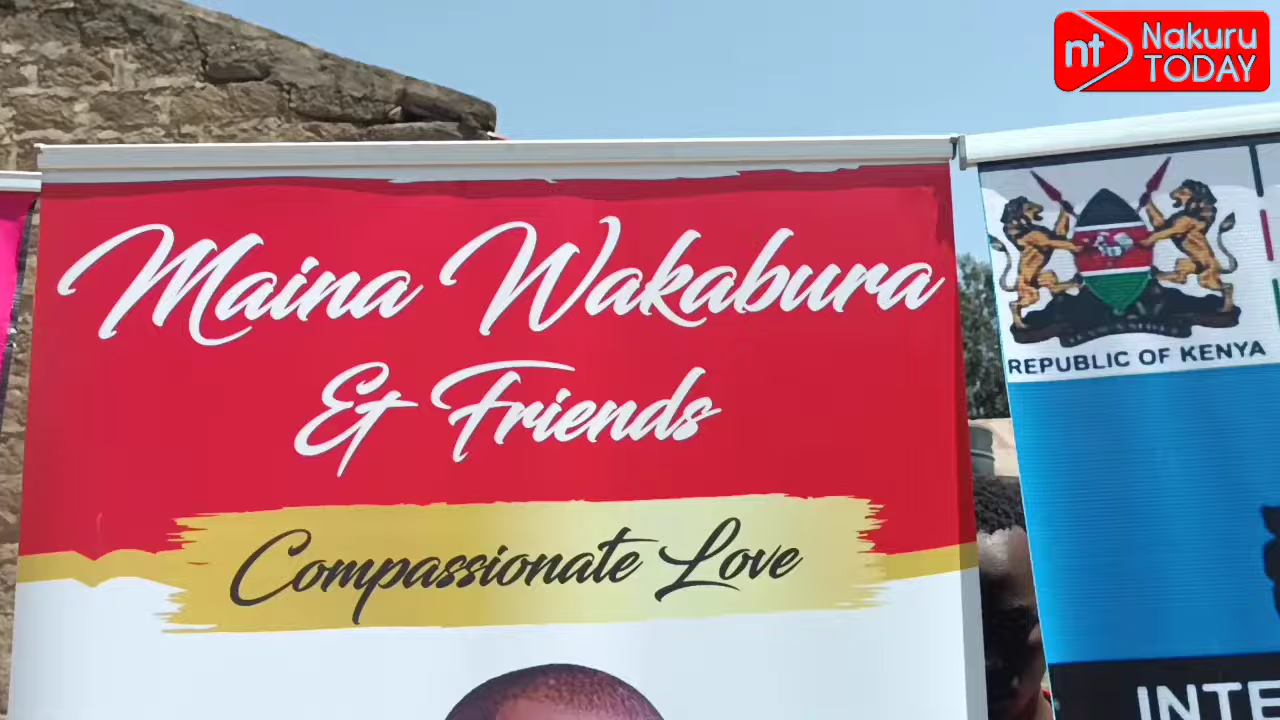 nt Nakuru
TODAY
Maina Wakabura
& Friends
Compassionate Love
REPUBLIC OF KENYA
INTE